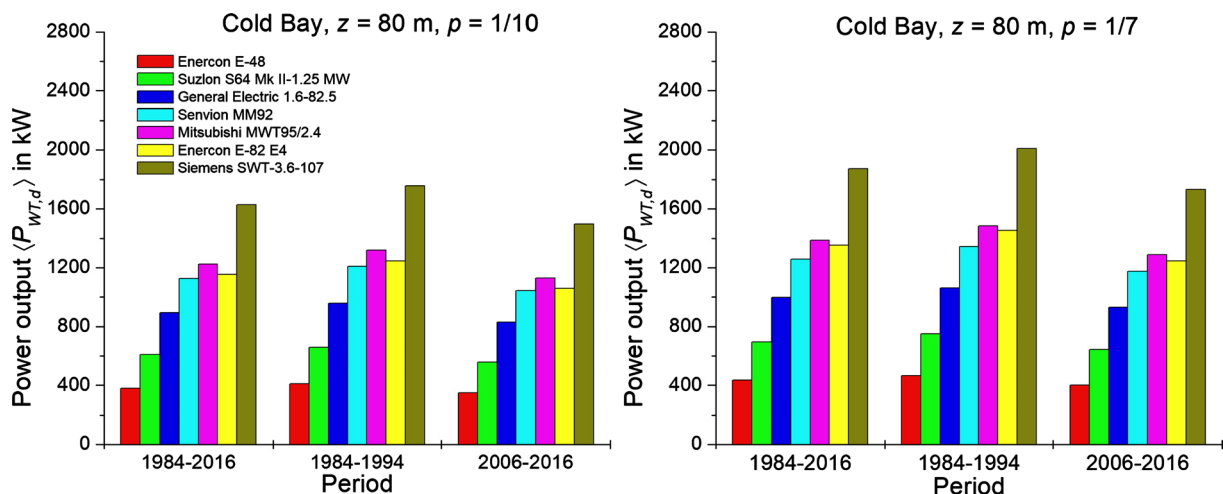 Cold Bay, z = 80 m, p = 1/10
Power output ⟨P_WT,d⟩ in kW
2800
2400
2000
1600
1200
800
400
0
Enercon E-48
Suzlon S64 Mk II-1.25 MW
General Electric 1.6-82.5
Senvion MM92
Mitsubishi MWT95/2.4
Enercon E-82 E4
Siemens SWT-3.6-107
1984-2016 1984-1994 2006-2016
Period
Cold Bay, z = 80 m, p = 1/7
Power output ⟨P_WT,d⟩ in kW
2800
2400
2000
1600
1200
800
400
0
1984-2016 1984-1994 2006-2016
Period